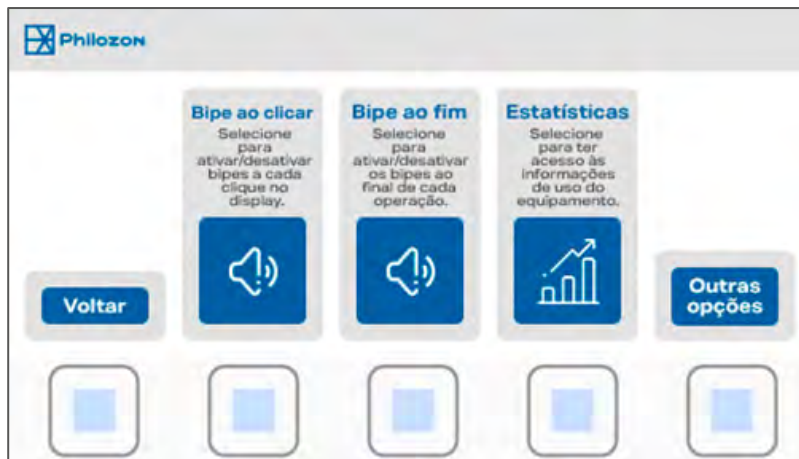 Philozon
Bipe ao clicar
Selecione
para
ativar/desativar
bipes a cada
clique no
display.
Bipe ao fim
Selecione
para
ativar/desativar
os bipes ao
final de cada
operação.
Estatísticas
Selecione
para ter
acesso às
informações
de uso do
equipamento.
Voltar
Outras
opções